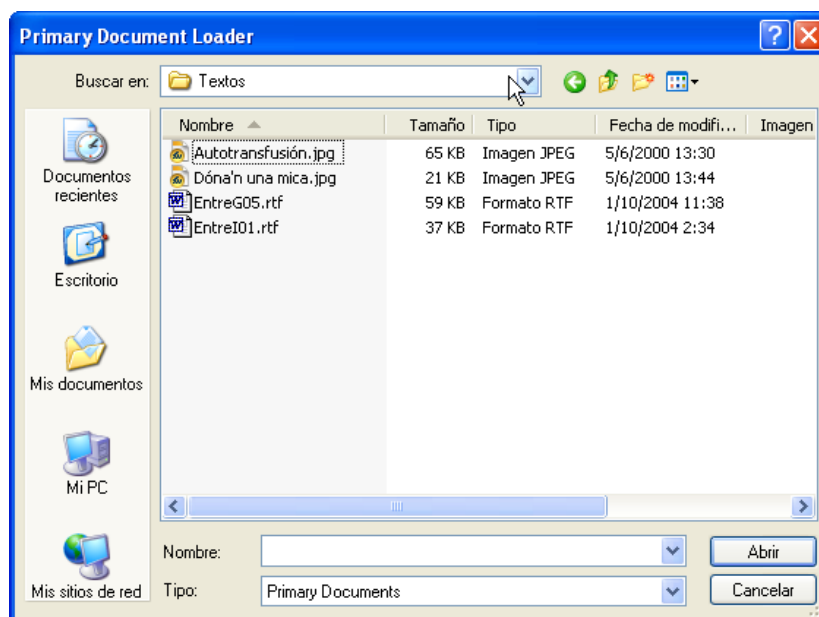 Primary Document Loader
Buscar en: Textos
Nombre Tamaño Tipo Fecha de modifi... Imagen
Autotransfusión.jpg 65 KB Imagen JPEG 5/6/2000 13:30
Dóna'n una mica.jpg 21 KB Imagen JPEG 5/6/2000 13:44
EntreG05.rtf 59 KB Formato RTF 1/10/2004 11:38
EntreI01.rtf 37 KB Formato RTF 1/10/2004 2:34
Documentos
recientes
Escritorio
Mis documentos
Mi PC
Mis sitios de red
Nombre: Abrir
Tipo: Primary Documents Cancelar